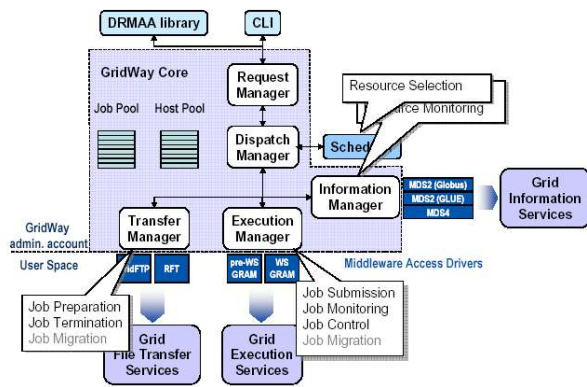 DRMAA library
CLI
GridWay Core
Request
Manager
Job Pool
Host Pool
Dispatch
Manager
Resource Selection
Monitoring
Information
Manager
MDS2 (Globus)
MDS2 (GLUE)
MDS4
Grid
Information
Services
GridWay
admin. account
Transfer
Manager
Execution
Manager
User Space
RFT
pre-WS
GRAM
WS
GRAM
Middleware Access Drivers
Job Preparation
Job Termination
Job Migration
Job Submission
Job Monitoring
Job Control
Job Migration
Grid
File Transfer
Services
Grid
Execution
Services